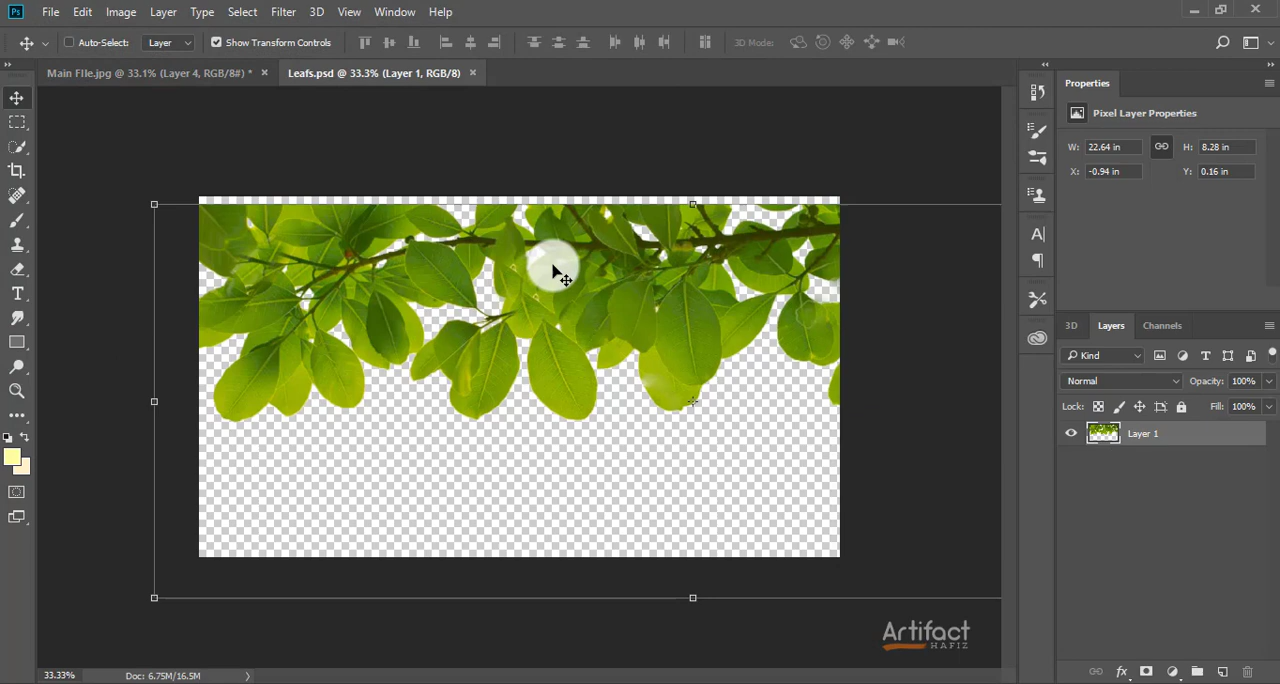 Ps File Edit Image Layer Type Select Filter 3D View Window Help
Auto-Select: Layer Show Transform Controls 3D Mode:
Main FIle.jpg @ 33.1% (Layer 4, RGB/8#) * × Leafs.psd @ 33.3% (Layer 1, RGB/8) ×
Properties
Pixel Layer Properties
W: 22.64 in H: 8.28 in
X: -0.94 in Y: 0.16 in
3D Layers Channels
Kind
Normal Opacity: 100%
Lock: Fill: 100%
Layer 1
Artifact
HAFIZ
33.33% Doc: 6.75M/16.5M